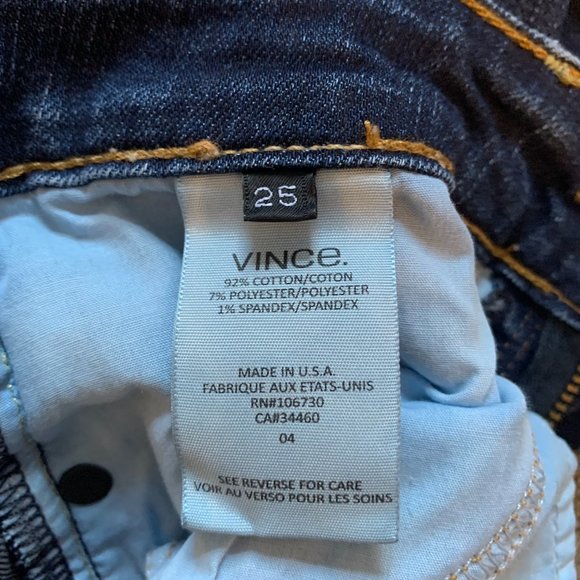 25
VINCe.
92% COTTON/COTON
7% POLYESTER/POLYESTER
1% SPANDEX/SPANDEX
MADE IN U.S.A.
FABRIQUE AUX ETATS-UNIS
RN#106730
CA#34460
04
SEE REVERSE FOR CARE
VOIR AU VERSO POUR LES SOINS